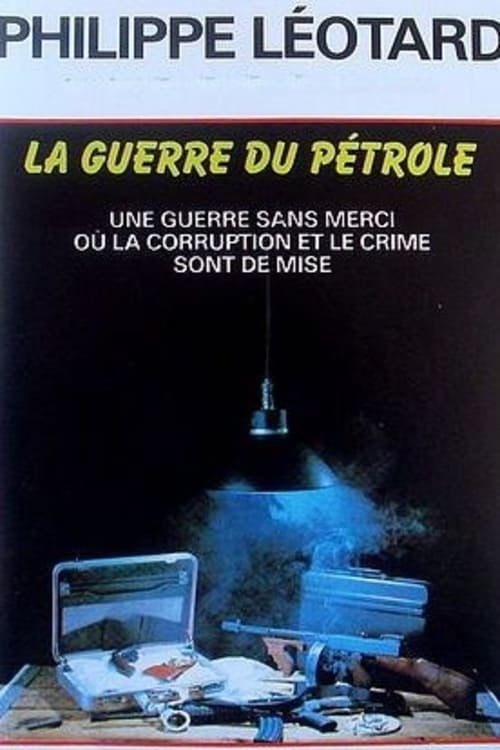 PHILIPPE LÉOTARD
LA GUERRE DU PÉTROLE
UNE GUERRE SANS MERCI
OÙ LA CORRUPTION ET LE CRIME
SONT DE MISE